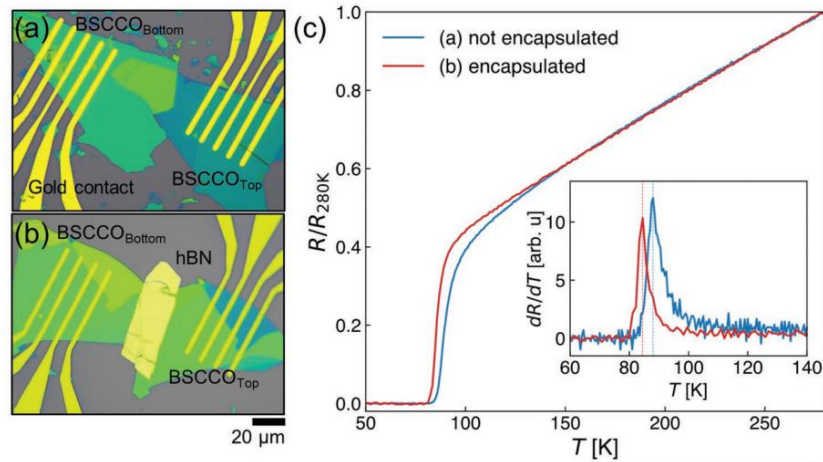 (a)
BSCCO_Bottom
Gold contact
BSCCO_Top
(b)
BSCCO_Bottom
hBN
BSCCO_Top
20 µm
(c)
R/R_280K
1.0
0.8
0.6
0.4
0.2
0.0
50
100
150
200
250
T [K]
(a) not encapsulated
(b) encapsulated
dR/dT [arb. u]
10
5
0
60
80
100
120
140
T [K]